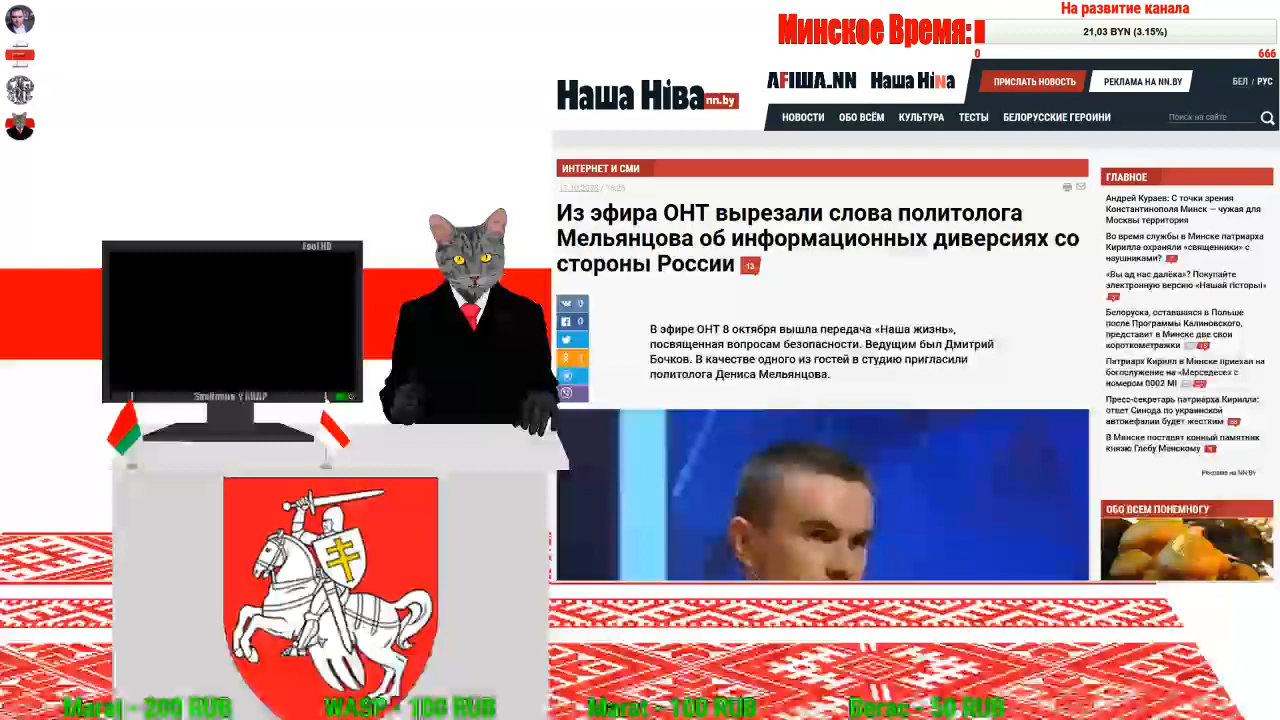 На развитие канала
Минское Время:
21,03 BYN (3.15%)
0
666
Наша Ніва nn.by
AFIША.NN
Наша НіNа
ПРИСЛАТЬ НОВОСТЬ
РЕКЛАМА НА NN.BY
БЕЛ / РУС
НОВОСТИ
ОБО ВСЁМ
КУЛЬТУРА
ТЕСТЫ
БЕЛОРУССКИЕ ГЕРОИНИ
Поиск на сайте
ИНТЕРНЕТ И СМИ
Из эфира ОНТ вырезали слова политолога
Мельянцова об информационных диверсиях со
стороны России 13
0
0
1
В эфире ОНТ 8 октября вышла передача «Наша жизнь»,
посвященная вопросам безопасности. Ведущим был Дмитрий
Бочков. В качестве одного из гостей в студию пригласили
политолога Дениса Мельянцова.
ГЛАВНОЕ
Андрей Кураев: С точки зрения
Константинополя Минск — чужая для
Москвы территория
Во время службы в Минске патриарха
Кирилла охраняли «священники» с
наушниками?
«Вы ад нас далёка»? Покупайте
электронную версию «Нашай гісторыі»
Белоруска, оставшаяся в Польше
после Программы Калиновского,
представит в Минске две свои
короткометражки
Патриарх Кирилл в Минске приехал на
богослужение на «Мерседесе» с
номером 0002 MI
Пресс-секретарь патриарха Кирилла:
ответ Синода по украинской
автокефалии будет жестким
В Минске поставят конный памятник
князю Глебу Менскому
Реклама на NN.BY
ОБО ВСЕМ ПОНЕМНОГУ
Fool HD
Marat - 200 RUB
WASP - 100 RUB
Marat - 100 RUB
Berac - 50 RUB